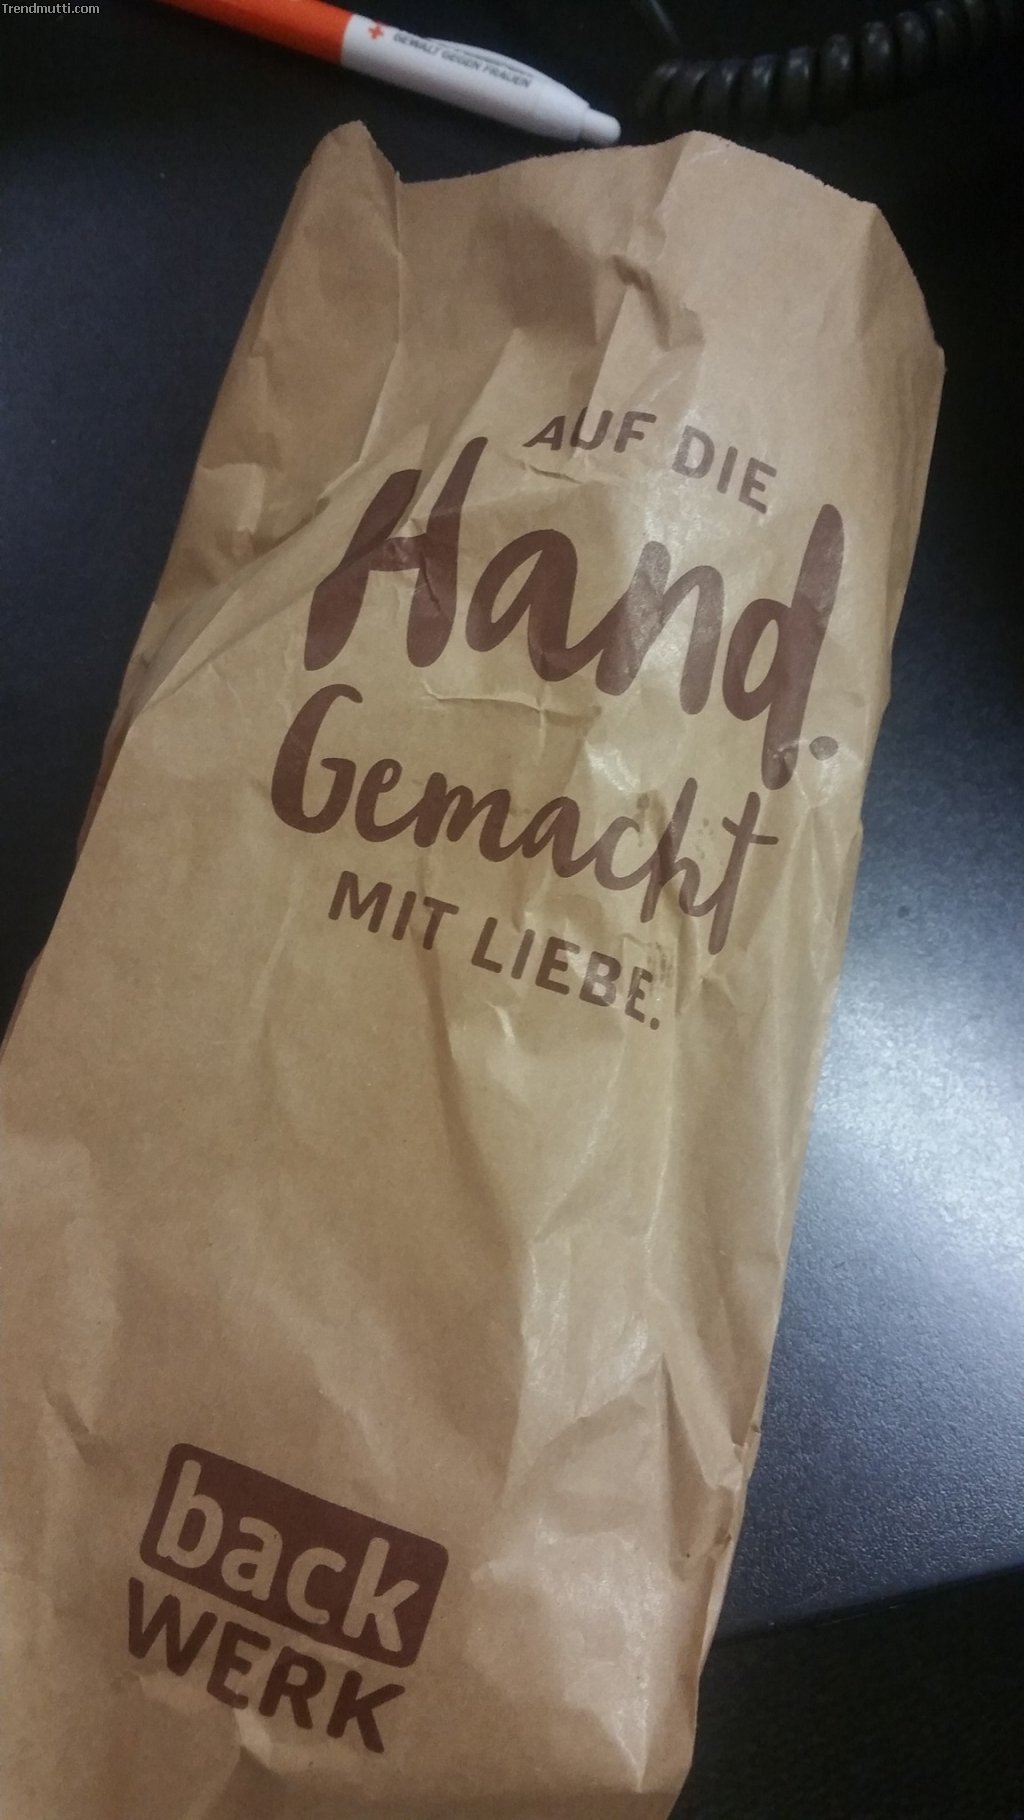 Trendmutti.com
GEWALT GEGEN FRAUEN
AUF DIE
Hand.
Gemacht
MIT LIEBE.
back
WERK